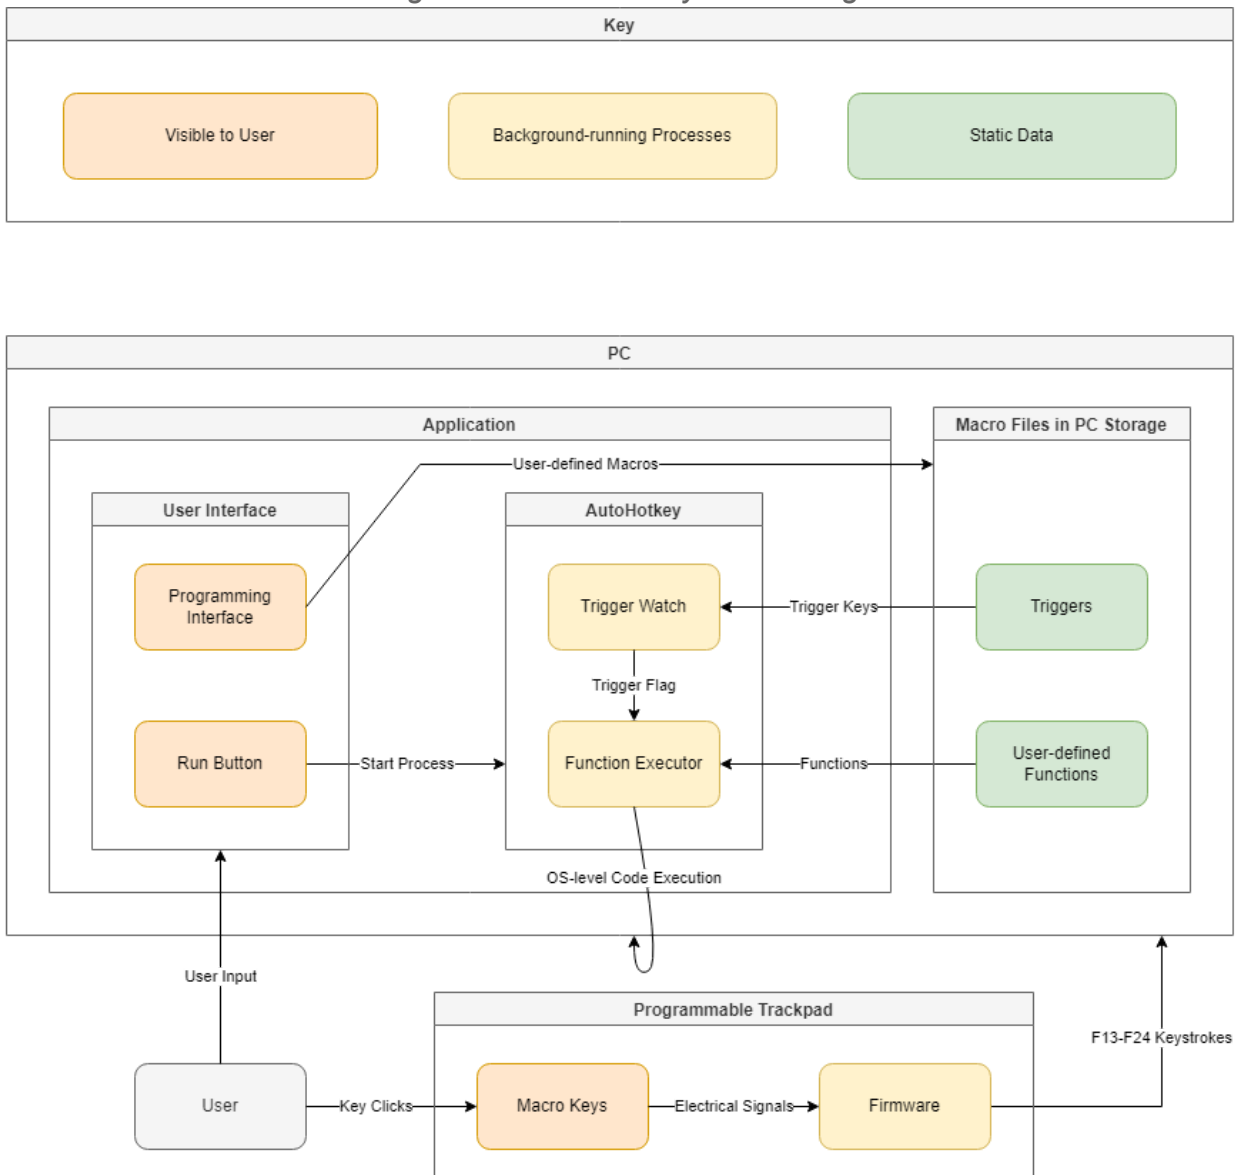 Key
Visible to User
Background-running Processes
Static Data
PC
Application
Macro Files in PC Storage
User-defined Macros
User Interface
AutoHotkey
Programming
Interface
Trigger Watch
Trigger Keys
Triggers
Trigger Flag
Run Button
Start Process
Function Executor
Functions
User-defined
Functions
OS-level Code Execution
User Input
Programmable Trackpad
F13-F24 Keystrokes
User
Key Clicks
Macro Keys
Electrical Signals
Firmware